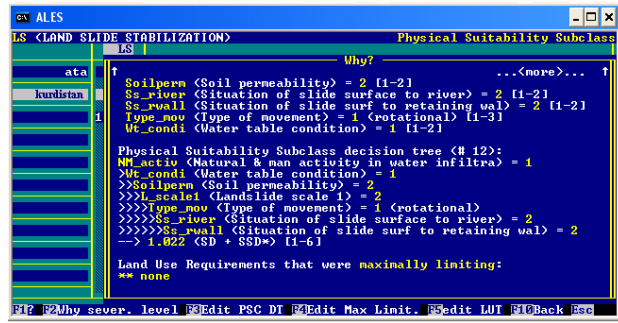 ALES
LS (LAND SLIDE STABILIZATION) Physical Suitability Subclass
LS
Why?
ata ↑ ...(more)... ↑
Soilperm (Soil permeability) = 2 [1-2]
kurdistan Ss_river (Situation of slide surface to river) = 2 [1-2]
Ss_rwall (Situation of slide surf to retaining wal) = 2 [1-2]
1 Type_mov (Type of movement) = 1 (rotational) [1-3]
Wt_condi (Water table condition) = 1 [1-2]
Physical Suitability Subclass decision tree (# 12):
NM_activ (Natural & man activity in water infiltra) = 1
>Wt_condi (Water table condition) = 1
>>Soilperm (Soil permeability) = 2
>>>L_scale1 (Landslide scale 1) = 2
>>>>Type_mov (Type of movement) = 1 (rotational)
>>>>>Ss_river (Situation of slide surface to river) = 2
>>>>>>Ss_rwall (Situation of slide surf to retaining wal) = 2
--> 1.022 (SD + SSD*) [1-6]
Land Use Requirements that were maximally limiting:
** none
F1? F2Why sever. level F3Edit PSC DT F4Edit Max Limit. F5edit LUT F10Back Esc